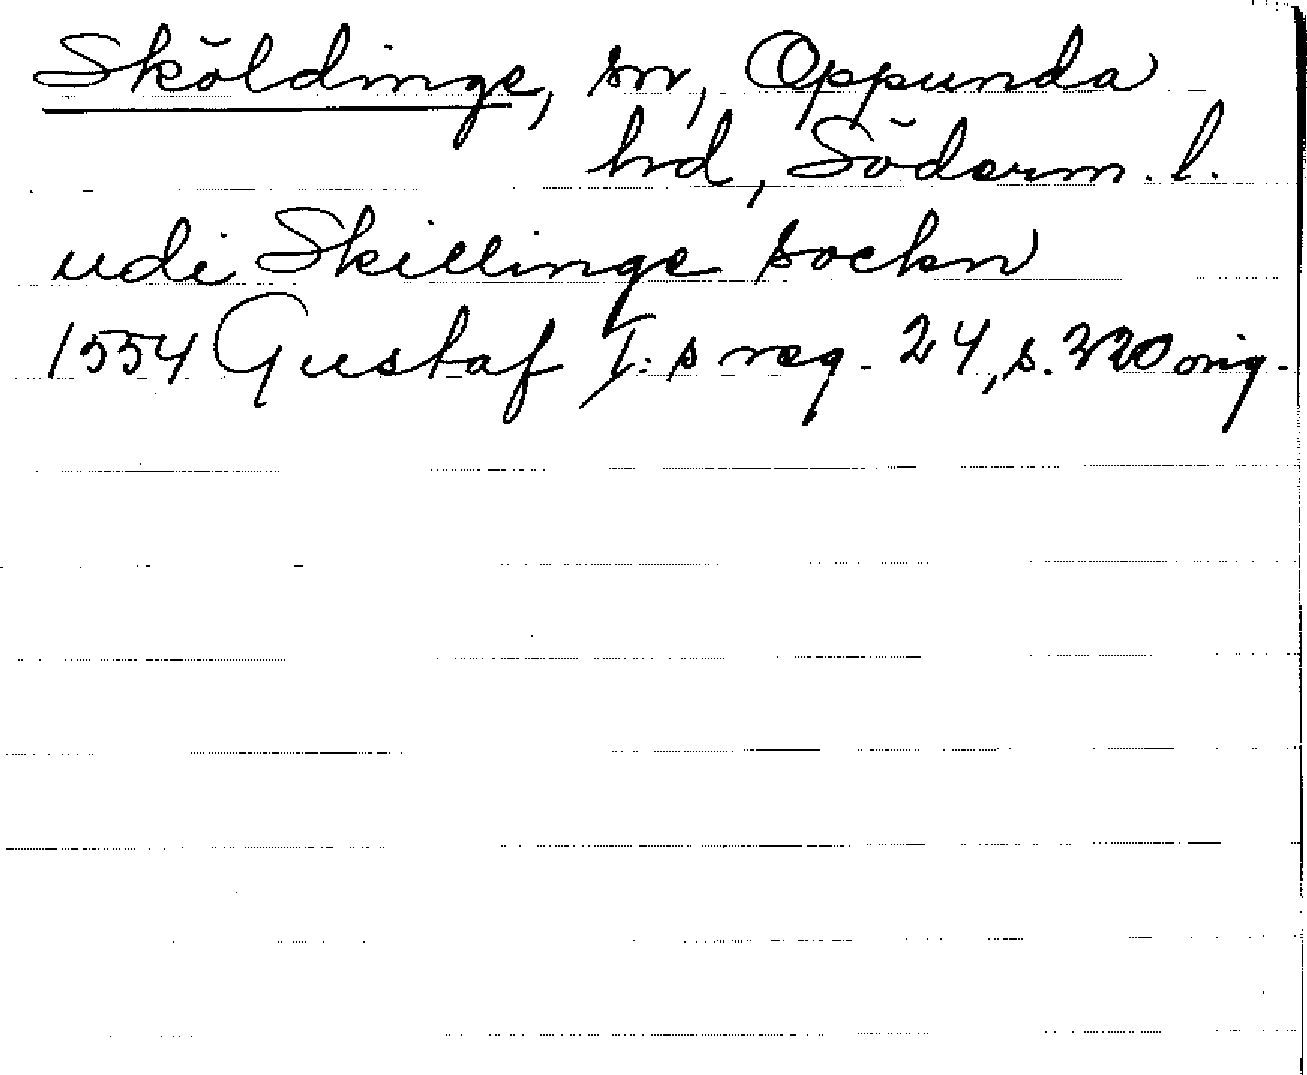 Sköldinge, sn, Oppunda
hd, Söderm. l.
udi Skillinge sockn
1554 Gustaf I:s reg. 24, s. 320 orig.